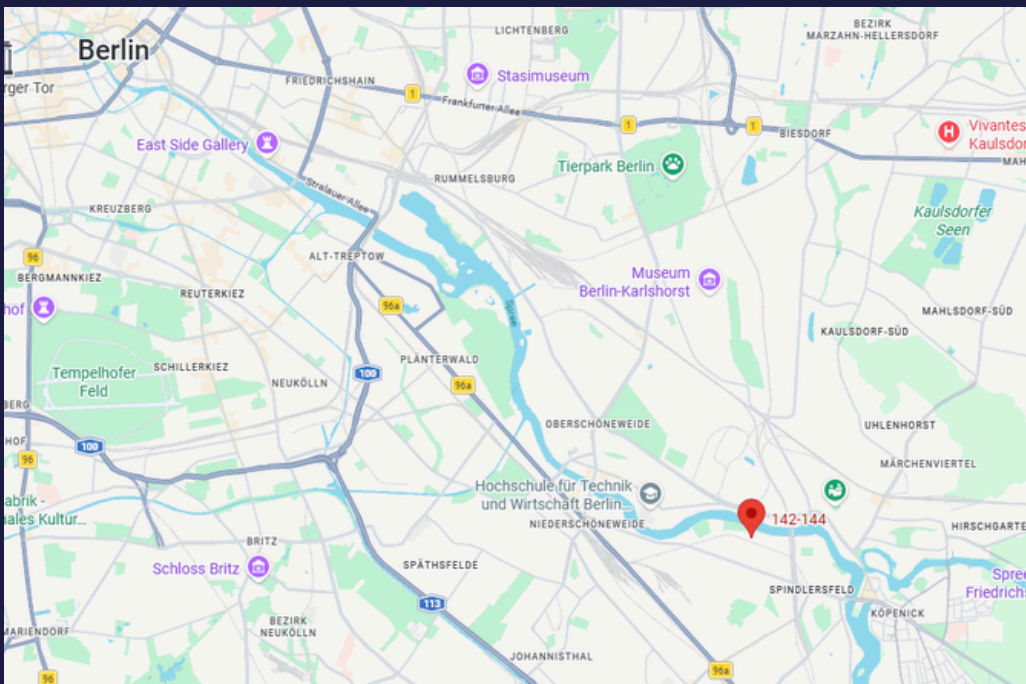 Berlin
rger Tor
LICHTENBERG
BEZIRK
MARZAHN-HELLERSDORF
FRIEDRICHSHAIN
Stasimuseum
1
Frankfurter Allee
1
1
BIESDORF
Vivantes
Kaulsdor
MAH
East Side Gallery
Tierpark Berlin
RUMMELSBURG
Stralauer Allee
KREUZBERG
Kaulsdorfer
Seen
96
ALT-TREPTOW
BERGMANNKIEZ
REUTERKIEZ
Museum
Berlin-Karlshorst
hof
96a
Spree
MAHLSDORF-SÜD
KAULSDORF-SÜD
PLÄNTERWALD
SCHILLERKIEZ
Tempelhofer
Feld
100
NEUKÖLLN
96a
BERG
OBERSCHÖNEWEIDE
UHLENHORST
HOF
100
96
MÄRCHENVIERTEL
Hochschule für Technik
und Wirtschaft Berlin...
abrik -
nales Kultur...
NIEDERSCHÖNEWEIDE
142-144
HIRSCHGARTE
BRITZ
Schloss Britz
SPÄTHSFELDE
Spree
Friedrichs
SPINDLERSFELD
113
KÖPENICK
BEZIRK
NEUKÖLLN
MARIENDORF
JOHANNISTHAL
96
96a